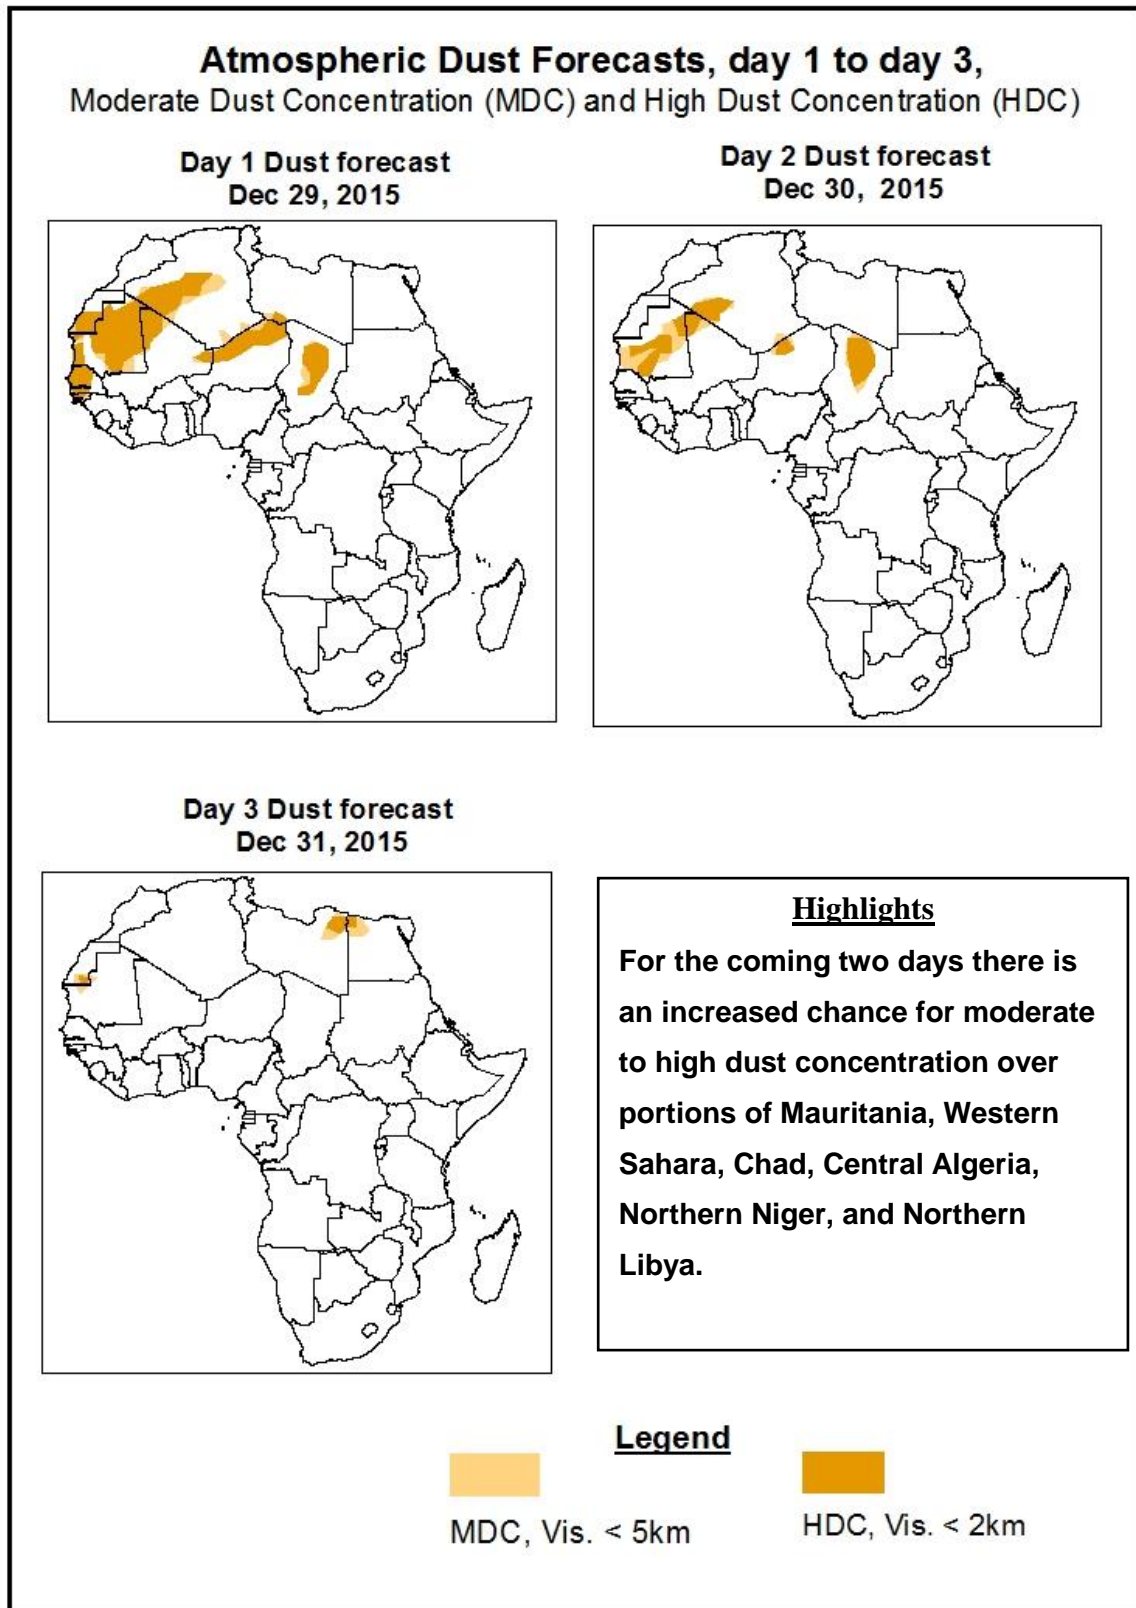 Atmospheric Dust Forecasts, day 1 to day 3,
Moderate Dust Concentration (MDC) and High Dust Concentration (HDC)
Day 1 Dust forecast
Dec 29, 2015
Day 2 Dust forecast
Dec 30, 2015
Day 3 Dust forecast
Dec 31, 2015
Highlights
For the coming two days there is
an increased chance for moderate
to high dust concentration over
portions of Mauritania, Western
Sahara, Chad, Central Algeria,
Northern Niger, and Northern
Libya.
Legend
MDC, Vis. < 5km
HDC, Vis. < 2km